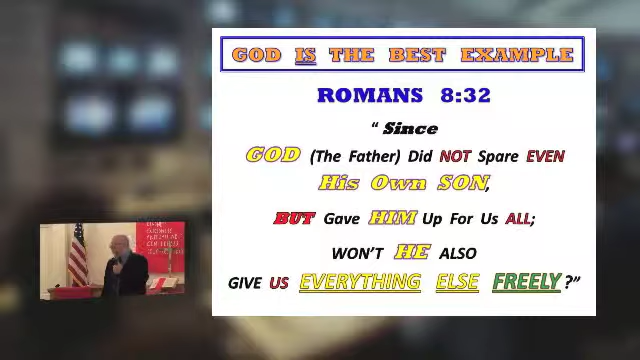 GOD IS THE BEST EXAMPLE
ROMANS 8:32
“ Since
GOD (The Father) Did NOT Spare EVEN
His Own SON,
BUT Gave HIM Up For Us ALL;
WON'T HE ALSO
GIVE US EVERYTHING ELSE FREELY?”